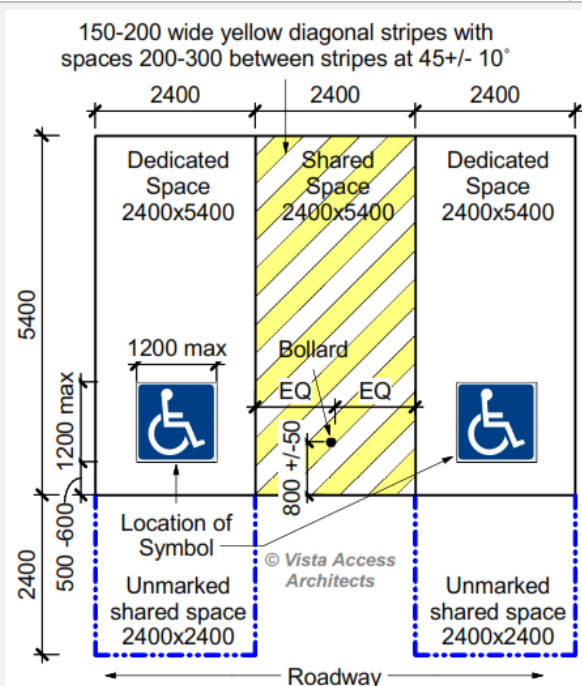 150-200 wide yellow diagonal stripes with
spaces 200-300 between stripes at 45+/- 10°
2400
2400
2400
Dedicated
Space
2400x5400
Shared
Space
2400x5400
Dedicated
Space
2400x5400
5400
1200 max
Bollard
EQ
EQ
1200 max
800 +/-50
500 -600
Location of
Symbol
© Vista Access
Architects
2400
Unmarked
shared space
2400x2400
Unmarked
shared space
2400x2400
Roadway